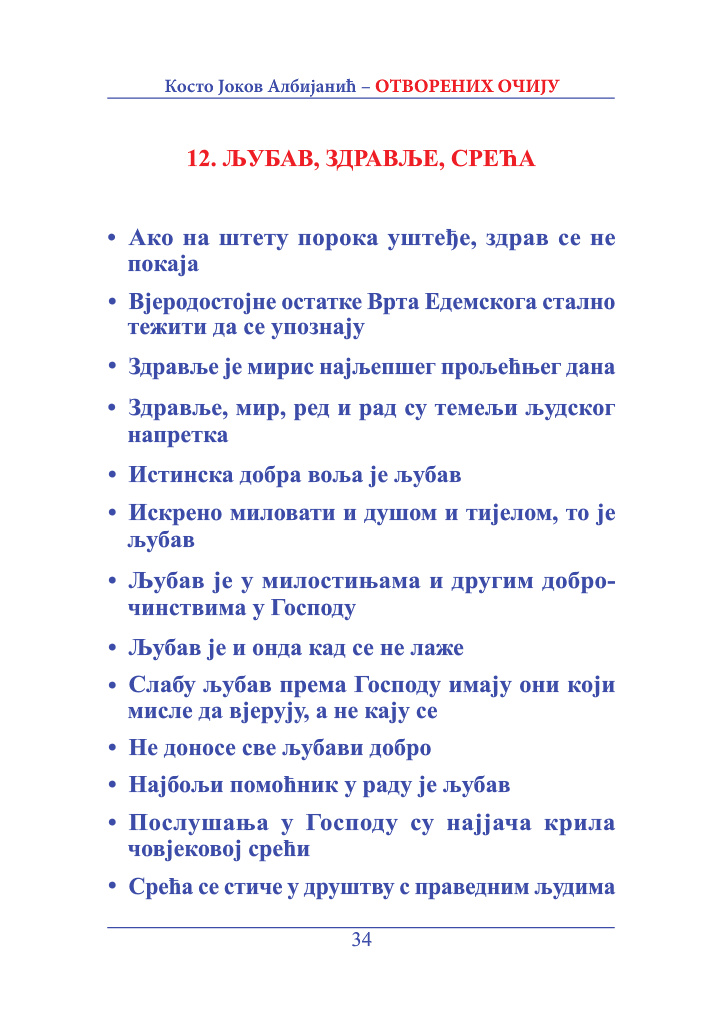 Косто Јоков Албијанић – ОТВОРЕНИХ ОЧИЈУ
12. ЉУБАВ, ЗДРАВЉЕ, СРЕЋА
• Ако на штету порока уштеђе, здрав се не
покаја
• Вјеродостојне остатке Врта Едемскога стално
тежити да се упознају
• Здравље је мирис најљепшег прољећњег дана
• Здравље, мир, ред и рад су темељи људског
напретка
• Истинска добра воља је љубав
• Искрено миловати и душом и тијелом, то је
љубав
• Љубав је у милостињама и другим добро-
чинствима у Господу
• Љубав је и онда кад се не лаже
• Слабу љубав према Господу имају они који
мисле да вјерују, а не кају се
• Не доносе све љубави добро
• Најбољи помоћник у раду је љубав
• Послушања у Господу су најјача крила
човјековој срећи
• Срећа се стиче у друштву с праведним људима
34